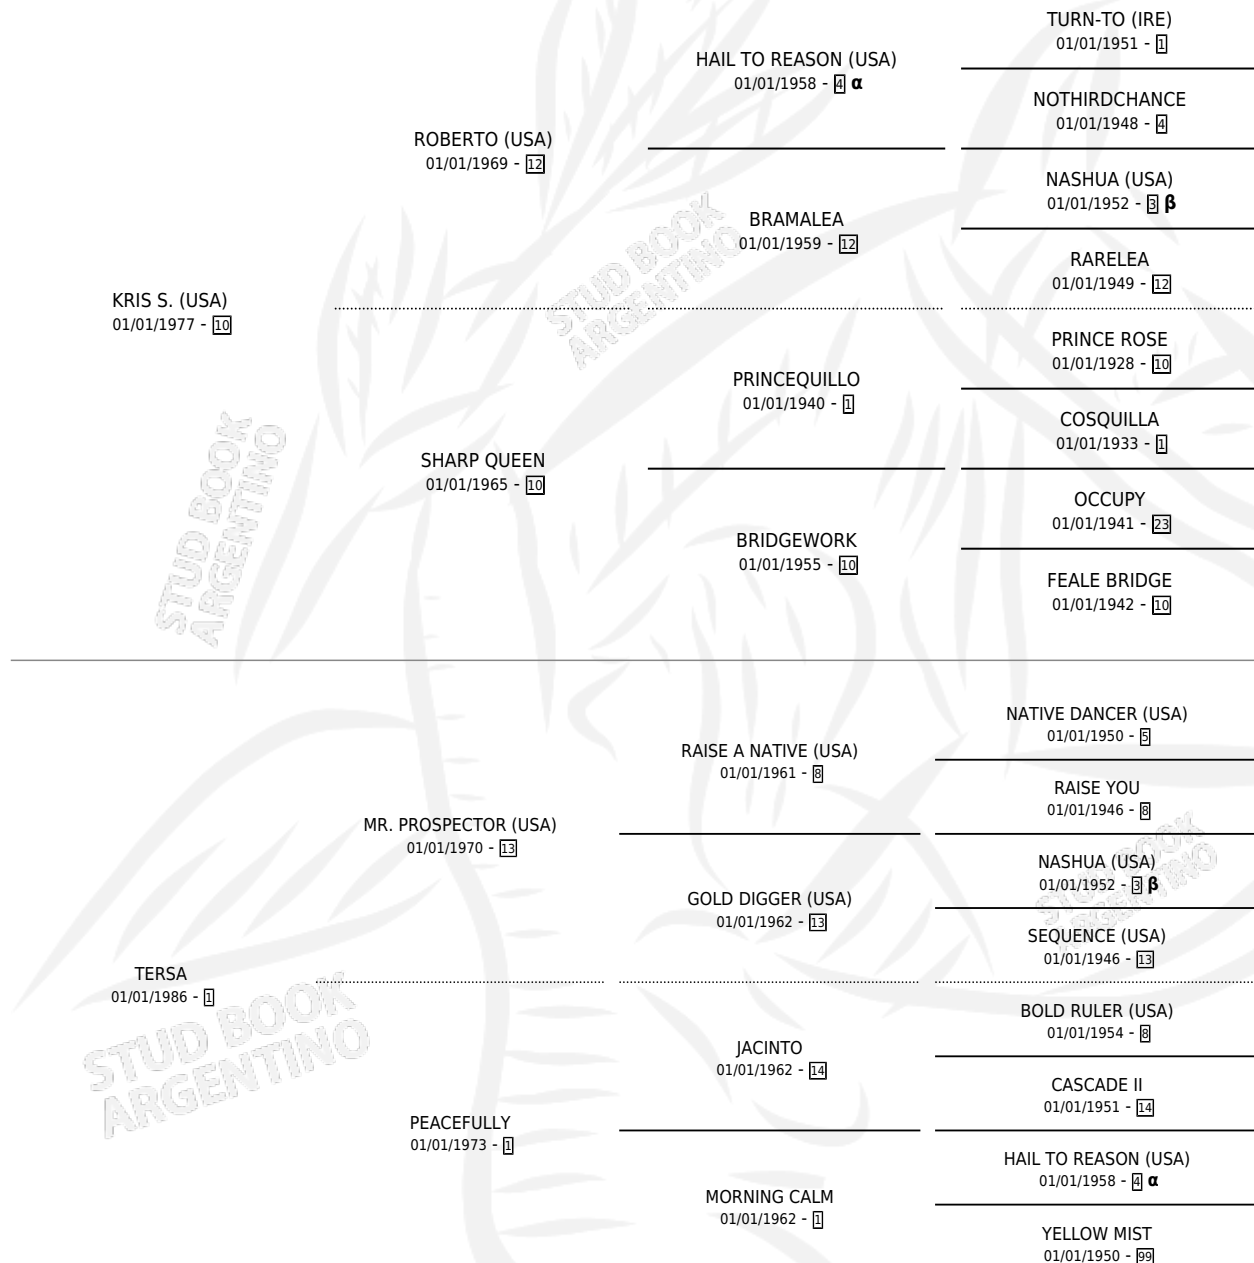 KRIS S. (USA)
01/01/1977 - 10
ROBERTO (USA)
01/01/1969 - 12
SHARP QUEEN
01/01/1965 - 10
HAIL TO REASON (USA)
01/01/1958 - 4 α
BRAMALEA
01/01/1959 - 12
PRINCEQUILLO
01/01/1940 - 1
BRIDGEWORK
01/01/1955 - 10
TURN-TO (IRE)
01/01/1951 - 1
NOTHIRDCHANCE
01/01/1948 - 4
NASHUA (USA)
01/01/1952 - 3 β
RARELEA
01/01/1949 - 12
PRINCE ROSE
01/01/1928 - 10
COSQUILLA
01/01/1933 - 1
OCCUPY
01/01/1941 - 23
FEALE BRIDGE
01/01/1942 - 10
TERSA
01/01/1986 - 1
MR. PROSPECTOR (USA)
01/01/1970 - 13
PEACEFULLY
01/01/1973 - 1
RAISE A NATIVE (USA)
01/01/1961 - 8
GOLD DIGGER (USA)
01/01/1962 - 13
JACINTO
01/01/1962 - 14
MORNING CALM
01/01/1962 - 1
NATIVE DANCER (USA)
01/01/1950 - 5
RAISE YOU
01/01/1946 - 8
NASHUA (USA)
01/01/1952 - 3 β
SEQUENCE (USA)
01/01/1946 - 13
BOLD RULER (USA)
01/01/1954 - 8
CASCADE II
01/01/1951 - 14
HAIL TO REASON (USA)
01/01/1958 - 4 α
YELLOW MIST
01/01/1950 - 99
STUD BOOK
ARGENTINO
STUD BOOK
ARGENTINO
STUD BOOK
ARGENTINO
STUD BOOK
ARGENTINO